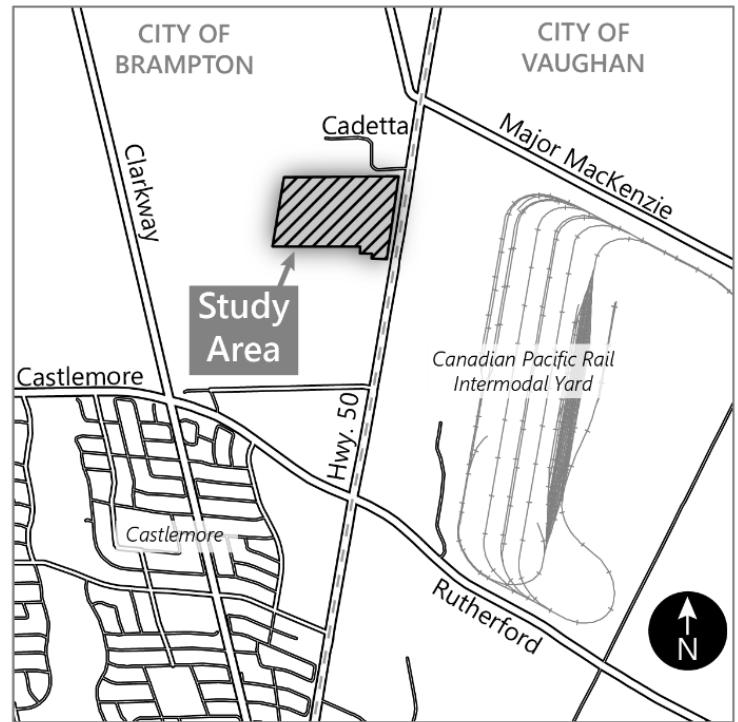 CITY OF
BRAMPTON
CITY OF
VAUGHAN
Cadetta
Major MacKenzie
Clarkway
Study
Area
Canadian Pacific Rail
Intermodal Yard
Castlemore
Hwy. 50
Castlemore
Rutherford
N